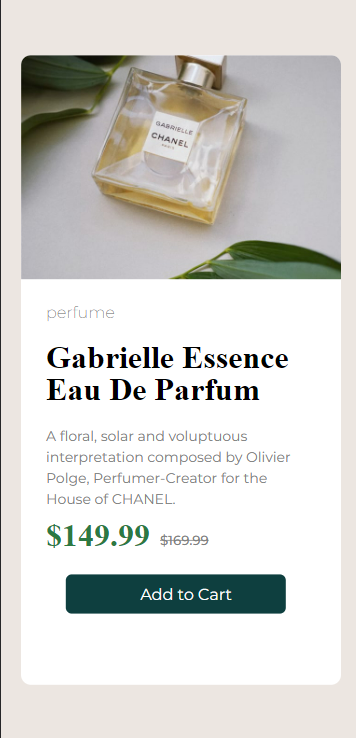 GABRIELLE
CHANEL
PARIS
perfume
Gabrielle Essence
Eau De Parfum
A floral, solar and voluptuous
interpretation composed by Olivier
Polge, Perfumer-Creator for the
House of CHANEL.
$149.99 $169.99
Add to Cart